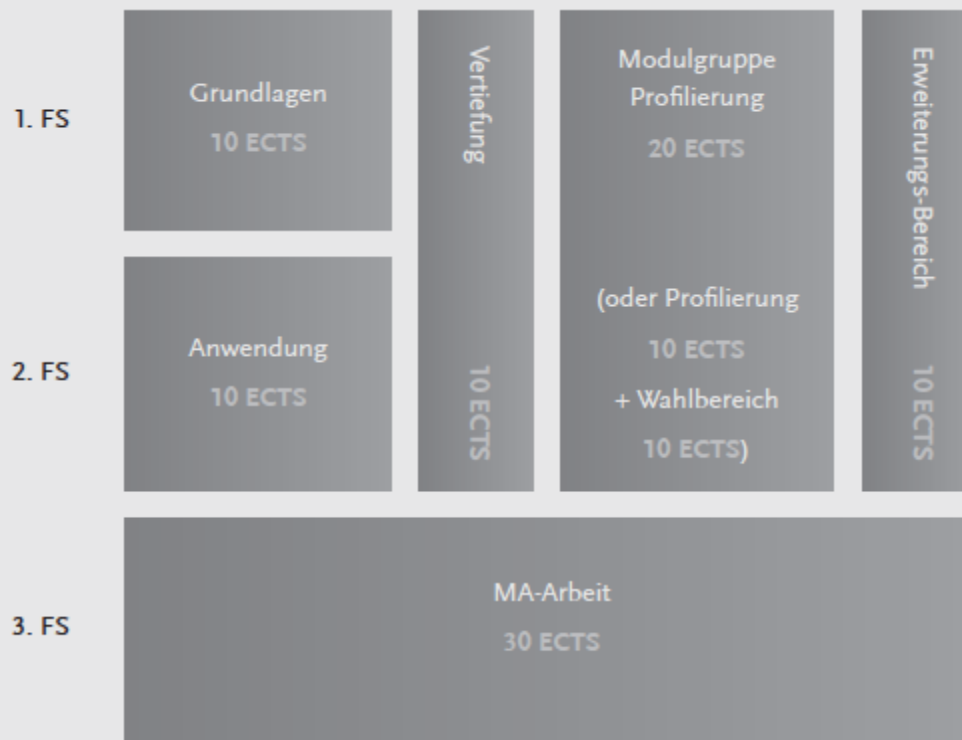 1. FS
Grundlagen
10 ECTS
Vertiefung
10 ECTS
Modulgruppe
Profilierung
20 ECTS
(oder Profilierung
10 ECTS
+ Wahlbereich
10 ECTS)
Erweiterungs-Bereich
10 ECTS
2. FS
Anwendung
10 ECTS
3. FS
MA-Arbeit
30 ECTS